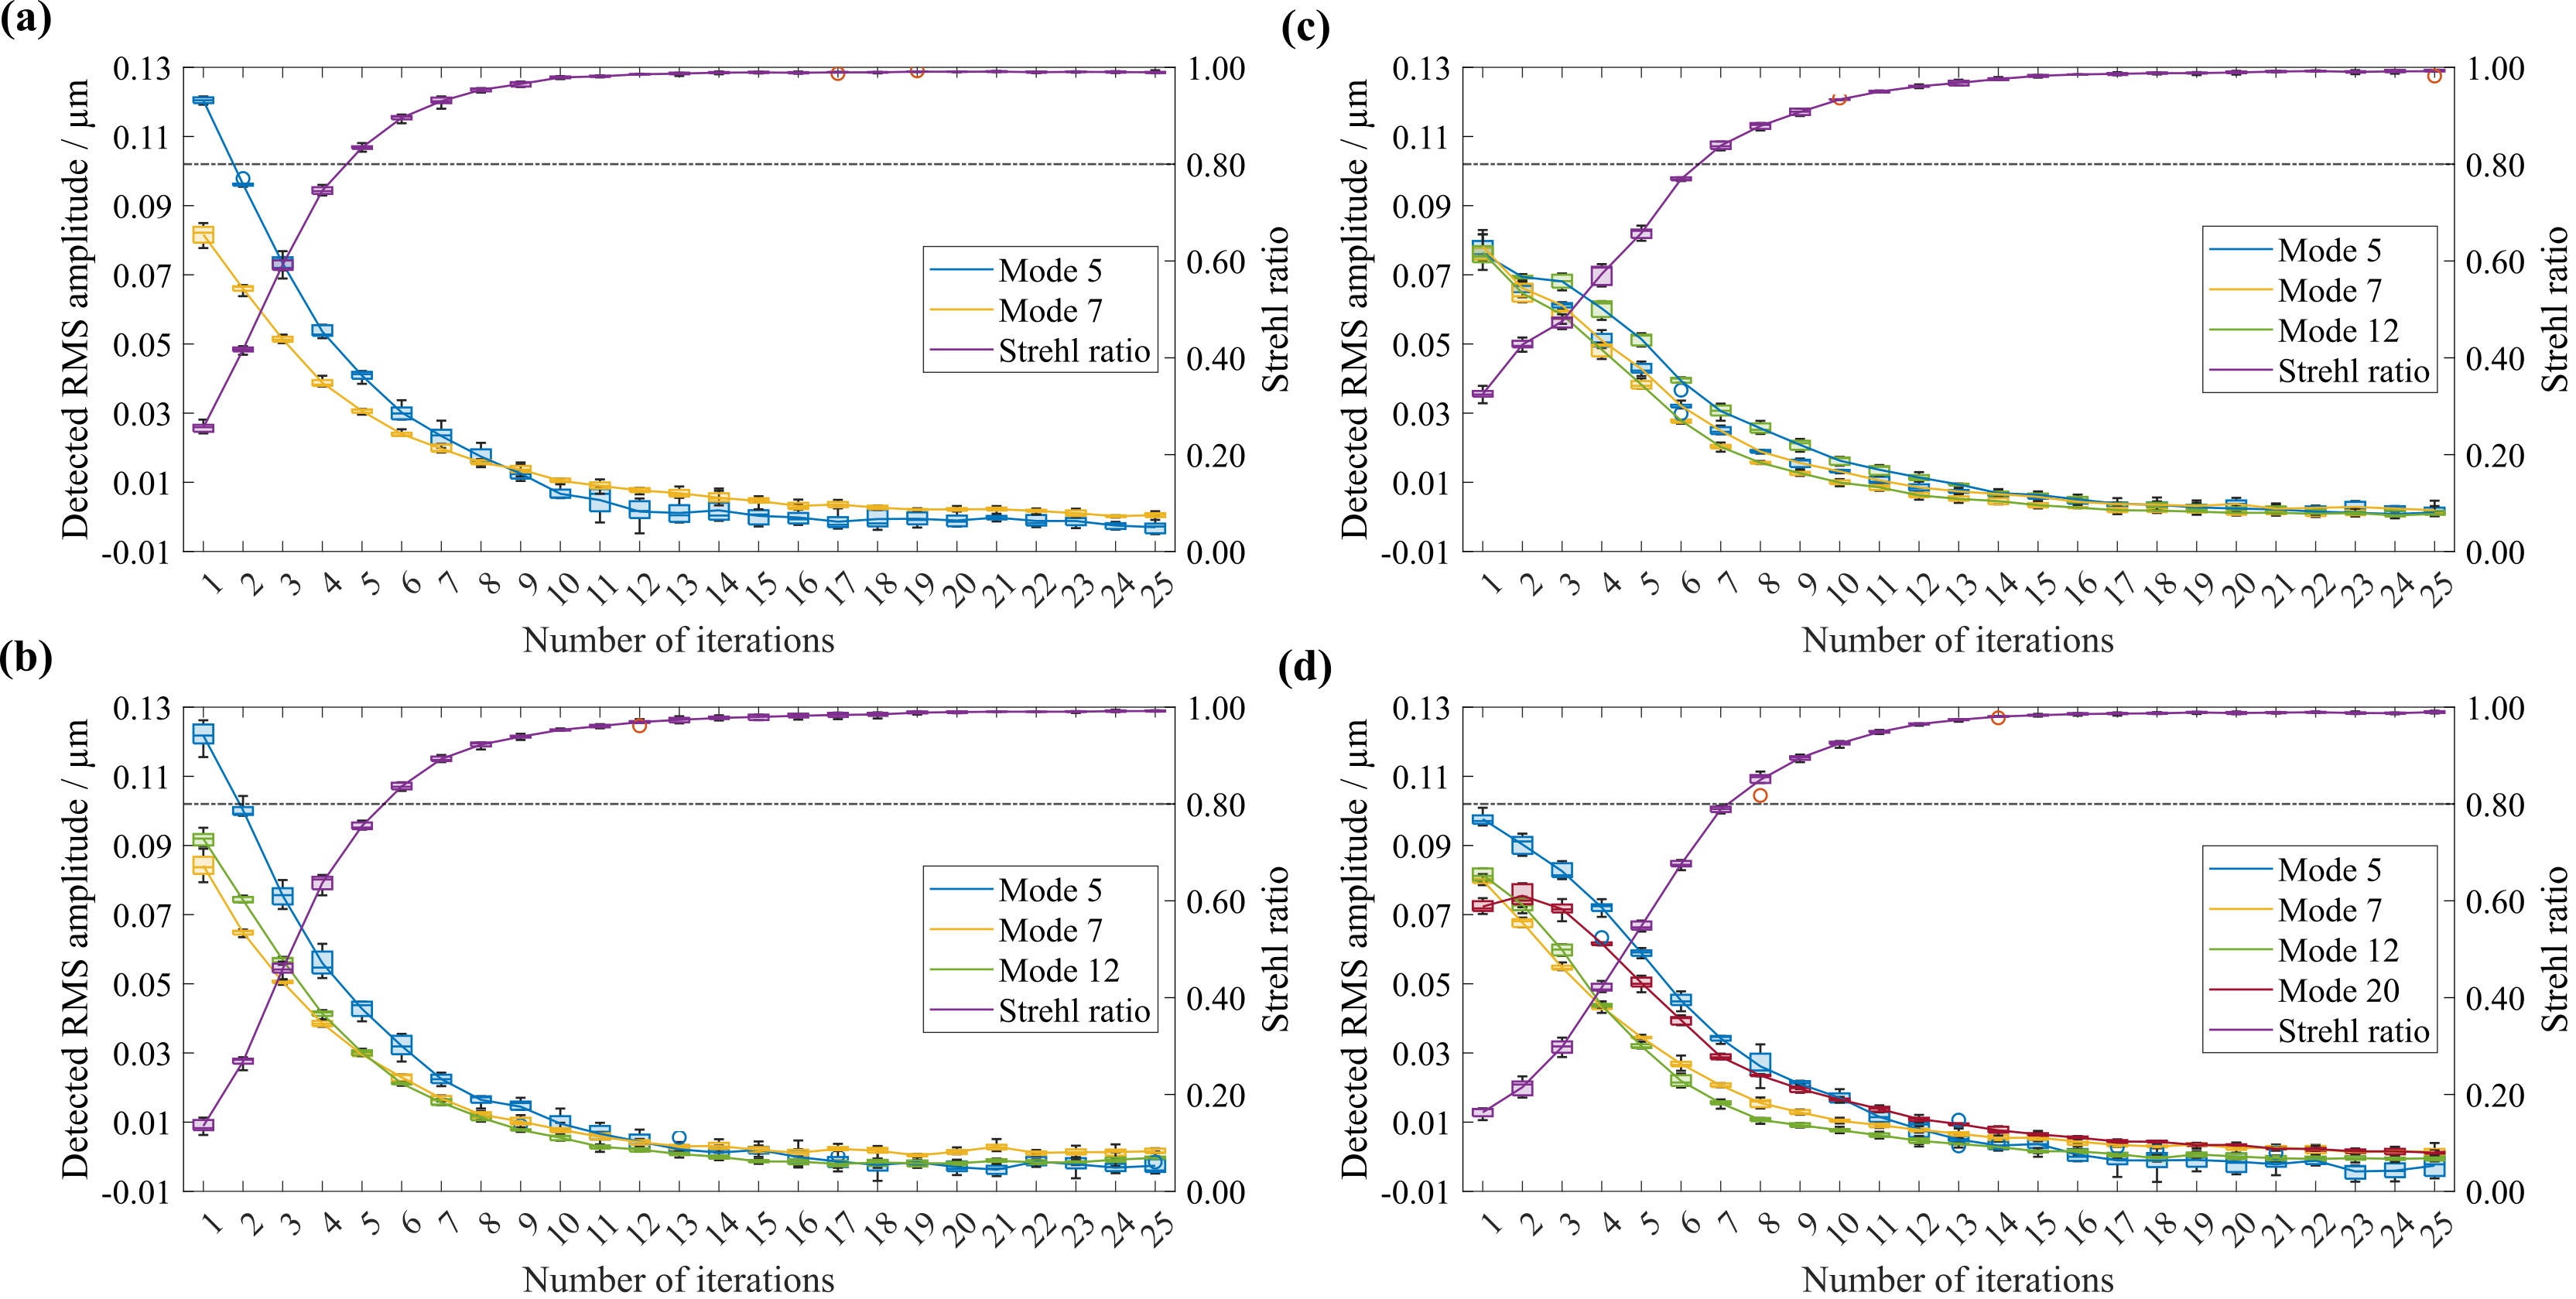 (a)
0.13
0.11
0.09
0.07
0.05
0.03
0.01
-0.01
Detected RMS amplitude / μm
1.00
0.80
0.60
0.40
0.20
0.00
Strehl ratio
Mode 5
Mode 7
Strehl ratio
1 2 3 4 5 6 7 8 9 10 11 12 13 14 15 16 17 18 19 20 21 22 23 24 25
Number of iterations
(b)
0.13
0.11
0.09
0.07
0.05
0.03
0.01
-0.01
Detected RMS amplitude / μm
1.00
0.80
0.60
0.40
0.20
0.00
Strehl ratio
Mode 5
Mode 7
Mode 12
Strehl ratio
1 2 3 4 5 6 7 8 9 10 11 12 13 14 15 16 17 18 19 20 21 22 23 24 25
Number of iterations
(c)
0.13
0.11
0.09
0.07
0.05
0.03
0.01
-0.01
Detected RMS amplitude / μm
1.00
0.80
0.60
0.40
0.20
0.00
Strehl ratio
Mode 5
Mode 7
Mode 12
Strehl ratio
1 2 3 4 5 6 7 8 9 10 11 12 13 14 15 16 17 18 19 20 21 22 23 24 25
Number of iterations
(d)
0.13
0.11
0.09
0.07
0.05
0.03
0.01
-0.01
Detected RMS amplitude / μm
1.00
0.80
0.60
0.40
0.20
0.00
Strehl ratio
Mode 5
Mode 7
Mode 12
Mode 20
Strehl ratio
1 2 3 4 5 6 7 8 9 10 11 12 13 14 15 16 17 18 19 20 21 22 23 24 25
Number of iterations